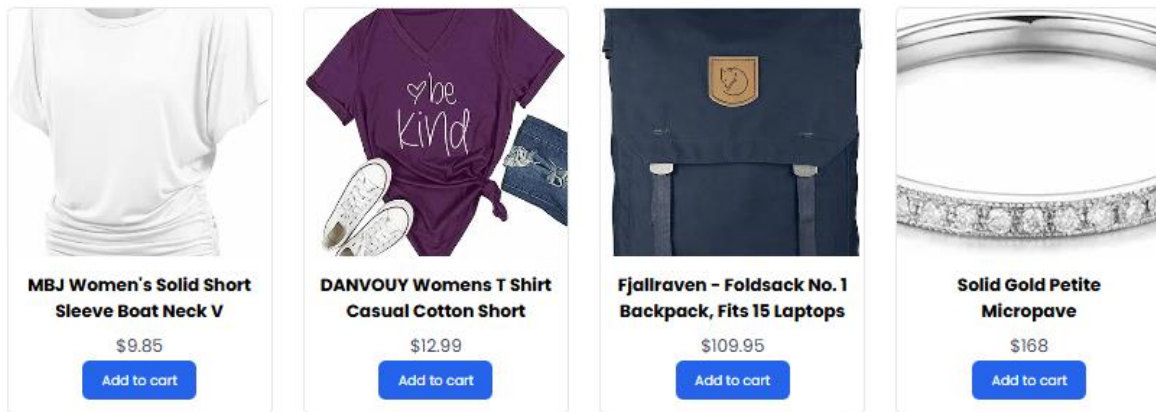 be
kind
MBJ Women's Solid Short
Sleeve Boat Neck V
$9.85
Add to cart
DANVOUY Womens T Shirt
Casual Cotton Short
$12.99
Add to cart
Fjallraven - Foldsack No. 1
Backpack, Fits 15 Laptops
$109.95
Add to cart
Solid Gold Petite
Micropave
$168
Add to cart